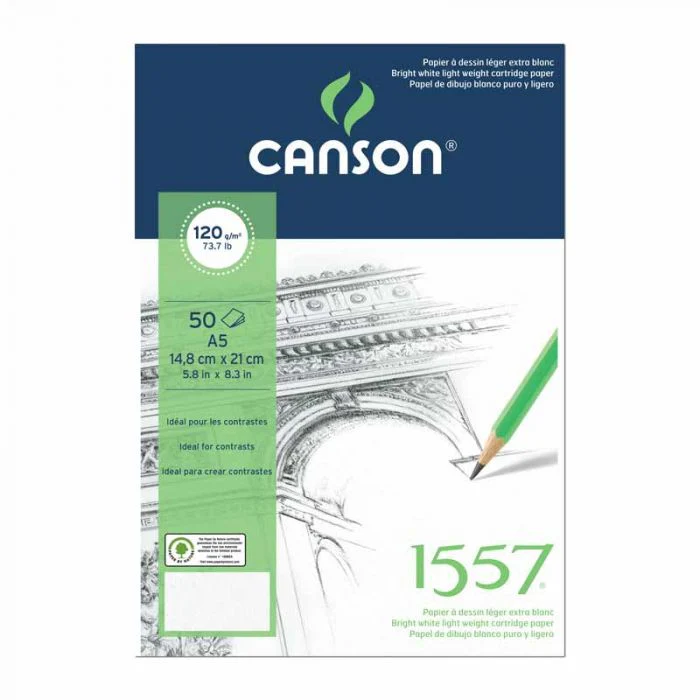 Papier à dessin léger extra blanc
Bright white light weight cartridge paper
Papel de dibujo blanco puro y ligero
CANSON®
120 g/m²
73.7 lb
50
A5
14,8 cm x 21 cm
5.8 in x 8.3 in
Idéal pour les contrastes
Ideal for contrasts
Ideal para crear contrastes
1557®
Papier à dessin léger extra blanc
Bright white light weight cartridge paper
Papel de dibujo blanco puro y ligero